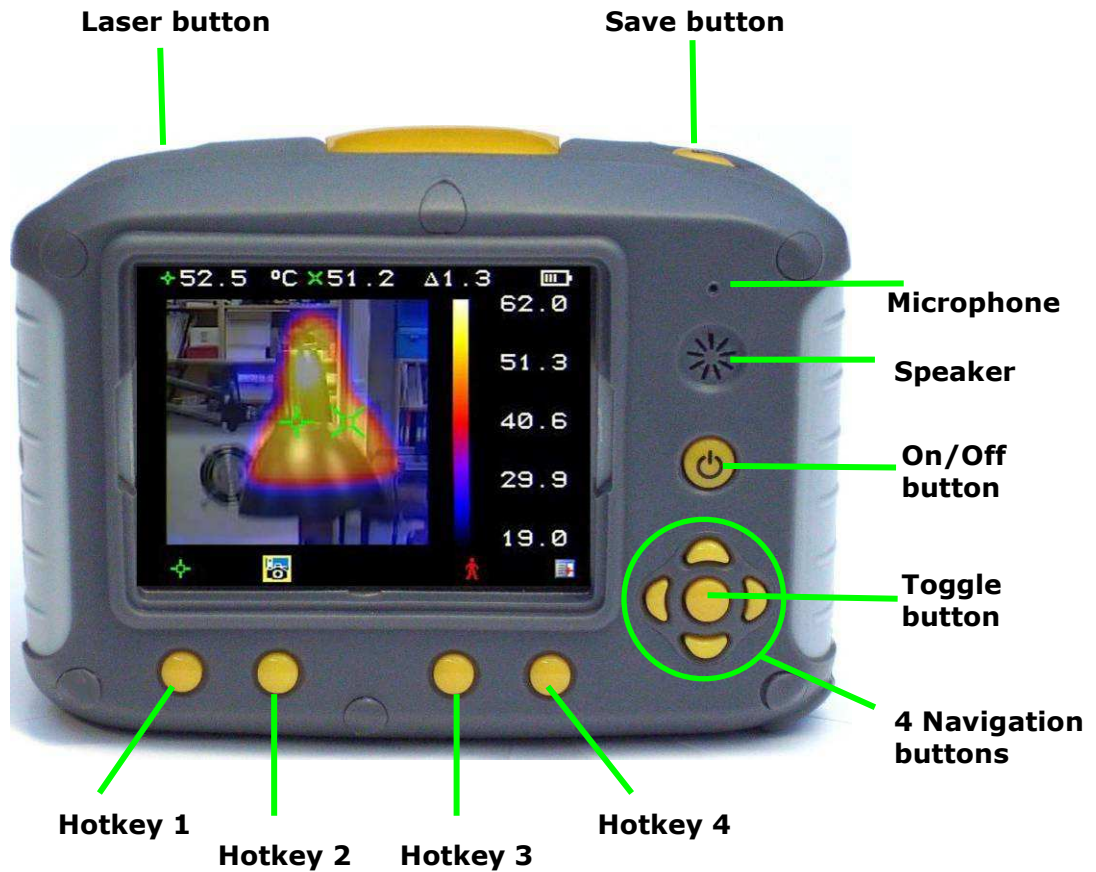 Laser button
Save button
52.5 ºC 51.2 Δ1.3
62.0
51.3
40.6
29.9
19.0
Microphone
Speaker
On/Off
button
Toggle
button
4 Navigation
buttons
Hotkey 1
Hotkey 2
Hotkey 3
Hotkey 4